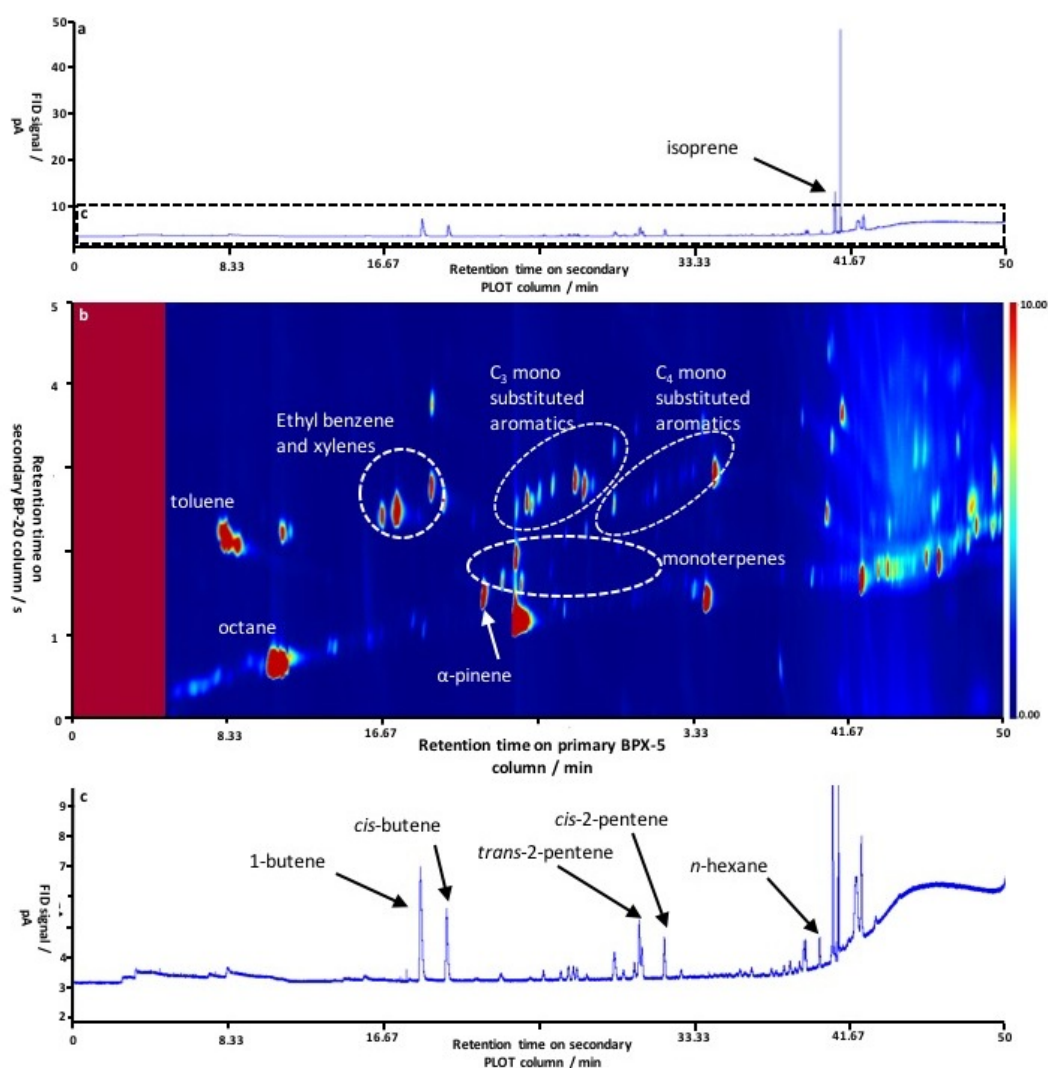 a
50
40
30
20
10
FID signal /
pA
isoprene
c
0
8.33
16.67
33.33
41.67
50
Retention time on secondary
PLOT column / min
b
5
4
1
0
Retention time on
secondary BP-20 column / s
10.00
0.00
Ethyl benzene
and xylenes
C₃ mono
substituted
aromatics
C₄ mono
substituted
aromatics
toluene
monoterpenes
octane
α-pinene
0
8.33
16.67
3.33
41.67
50
Retention time on primary BPX-5
column / min
c
9
8
7
6
4
3
2
FID signal /
pA
1-butene
cis-butene
trans-2-pentene
cis-2-pentene
n-hexane
0
8.33
16.67
33.33
41.67
50
Retention time on secondary
PLOT column / min